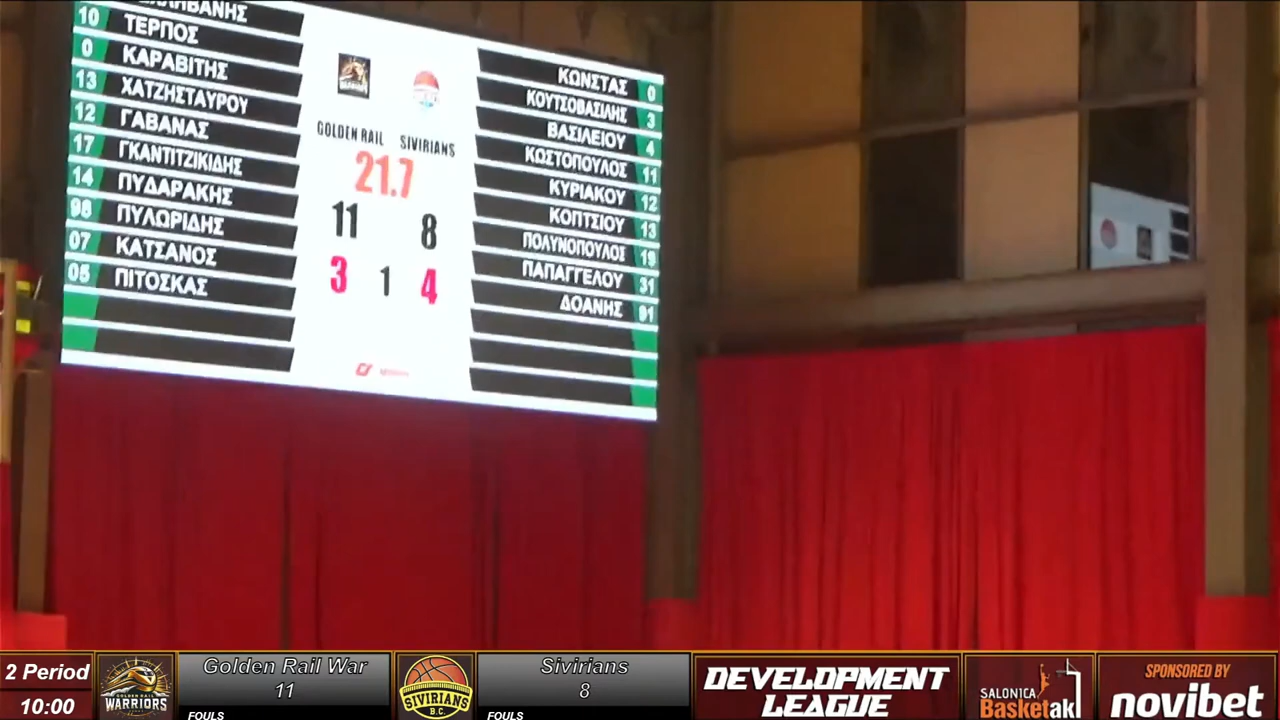 10 ΤΕΡΠΟΣ
0 ΚΑΡΑΒΙΤΗΣ
13 ΧΑΤΖΗΣΤΑΥΡΟΥ
12 ΓΑΒΑΝΑΣ
17 ΓΚΑΝΤΙΤΖΙΚΙΔΗΣ
14 ΠΥΔΑΡΑΚΗΣ
98 ΠΥΛΩΡΙΔΗΣ
07 ΚΑΤΣΑΝΟΣ
05 ΠΙΤΟΣΚΑΣ
GOLDEN RAIL SIVIRIANS
21.7
11 8
3 1 4
ΚΩΝΣΤΑΣ 0
ΚΟΥΤΣΟΒΑΣΙΛΗΣ 3
ΒΑΣΙΛΕΙΟΥ 4
ΚΩΣΤΟΠΟΥΛΟΣ 11
ΚΥΡΙΑΚΟΥ 12
ΚΟΠΤΣΙΟΥ 13
ΠΟΛΥΝΟΠΟΥΛΟΣ 19
ΠΑΠΑΓΓΕΛΟΥ 31
ΔΟΑΝΗΣ 91
2 Period
10:00
GOLDEN RAIL
WARRIORS
Golden Rail War
11
FOULS
SIVIRIANS
B.C.
Sivirians
8
FOULS
DEVELOPMENT
LEAGUE
SALONICA
Basketaki
SPONSORED BY
novibet